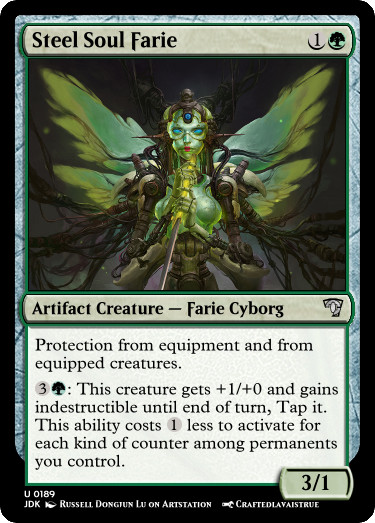 Steel Soul Farie 1
Artifact Creature — Farie Cyborg
Protection from equipment and from
equipped creatures.
3: This creature gets +1/+0 and gains
indestructible until end of turn, Tap it.
This ability costs 1 less to activate for
each kind of counter among permanents
you control.
3/1
U 0189
JDK Russell Dongjun Lu on Artstation Craftedlavaistrue